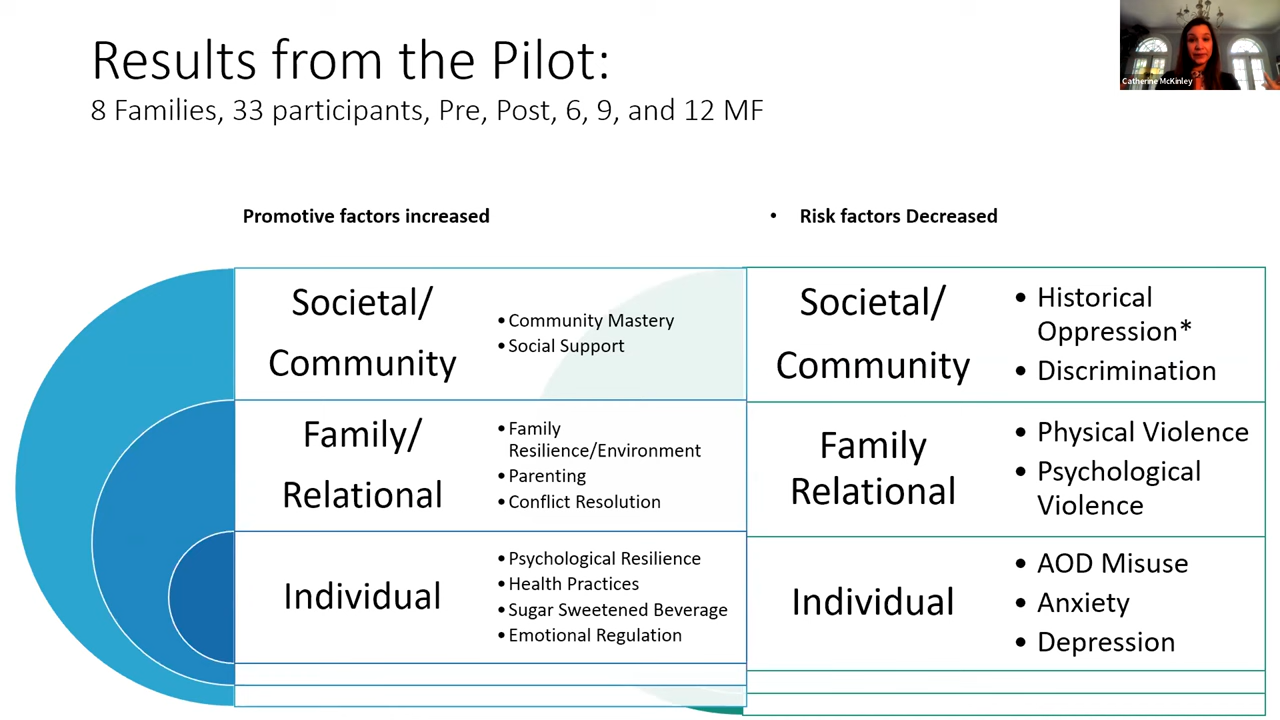 Results from the Pilot:
8 Families, 33 participants, Pre, Post, 6, 9, and 12 MF
Catherine McKinley
Promotive factors increased
• Risk factors Decreased
Societal/
Community
• Community Mastery
• Social Support
Family/
Relational
• Family
Resilience/Environment
• Parenting
• Conflict Resolution
Individual
• Psychological Resilience
• Health Practices
• Sugar Sweetened Beverage
• Emotional Regulation
Societal/
Community
• Historical
Oppression*
• Discrimination
Family
Relational
• Physical Violence
• Psychological
Violence
Individual
• AOD Misuse
• Anxiety
• Depression